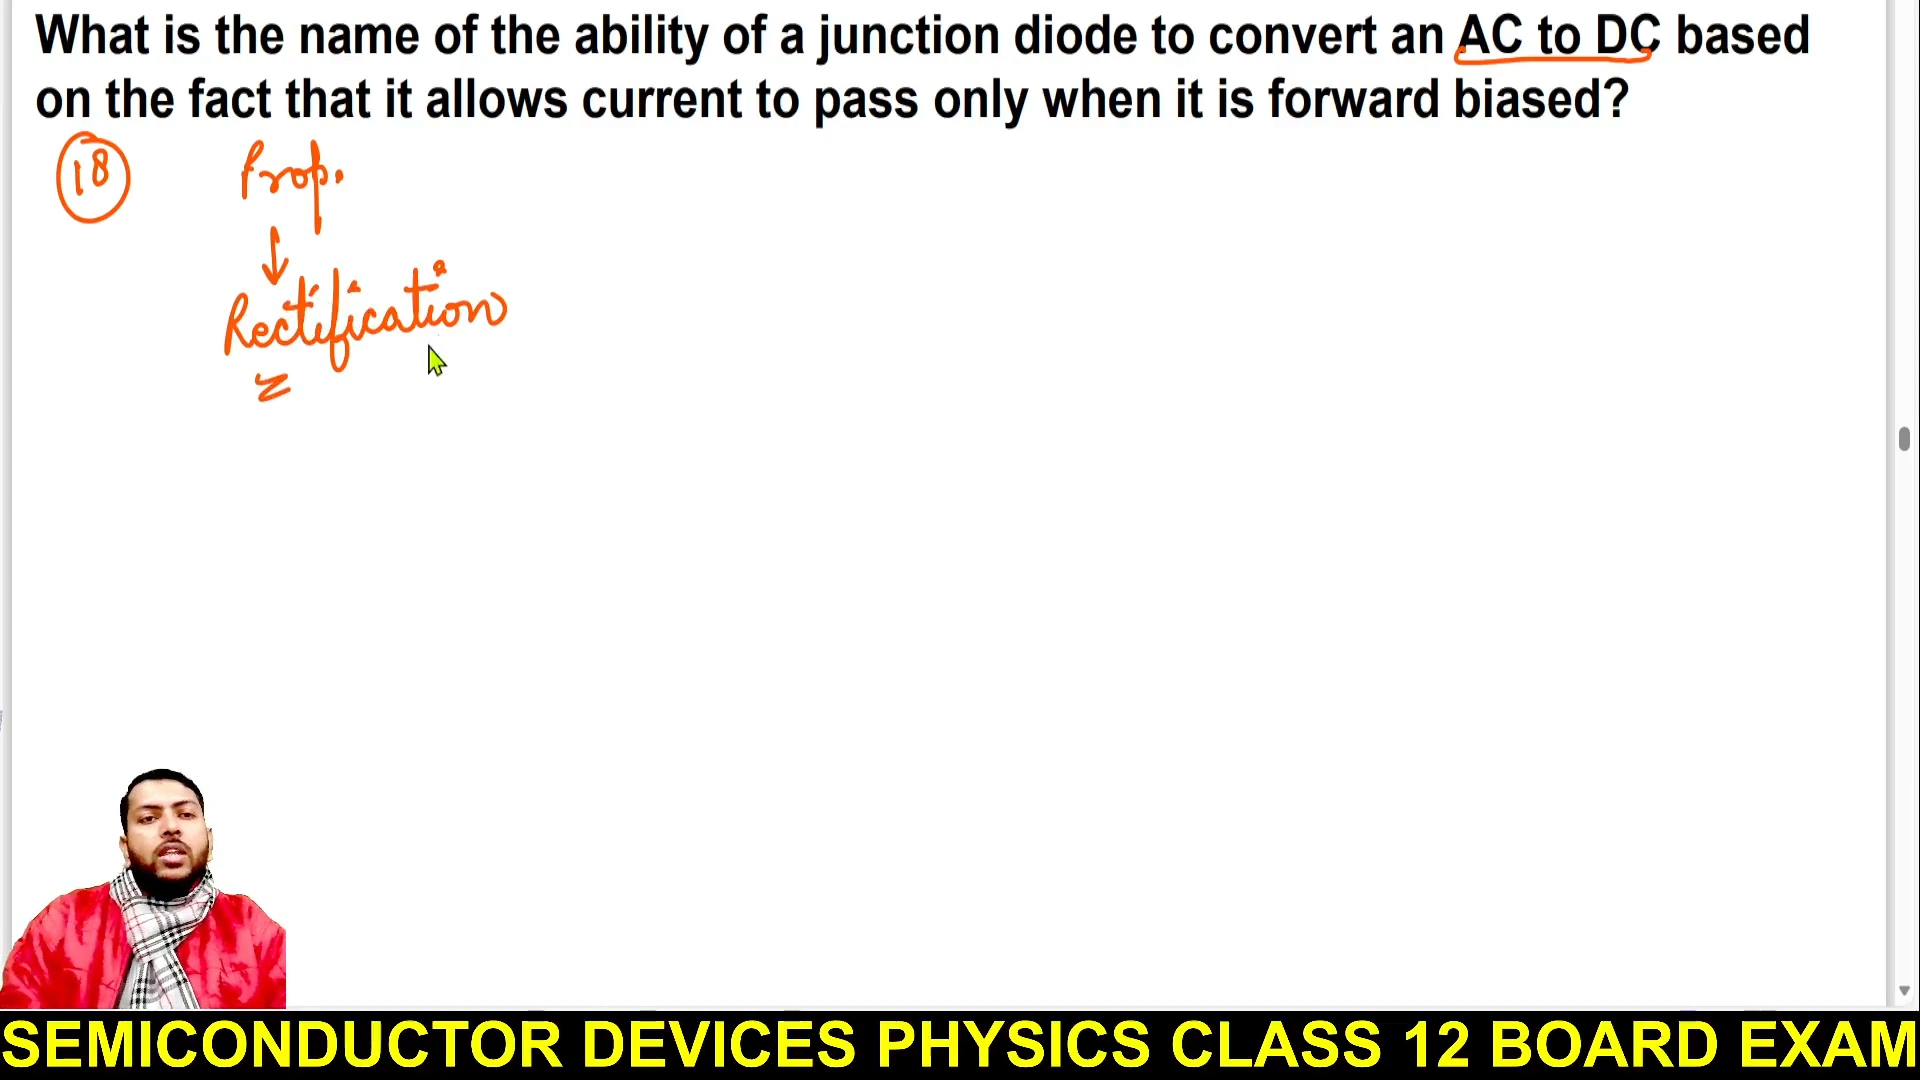 What is the name of the ability of a junction diode to convert an AC to DC based
on the fact that it allows current to pass only when it is forward biased?
18
Prop.
Rectification
SEMICONDUCTOR DEVICES PHYSICS CLASS 12 BOARD EXAM